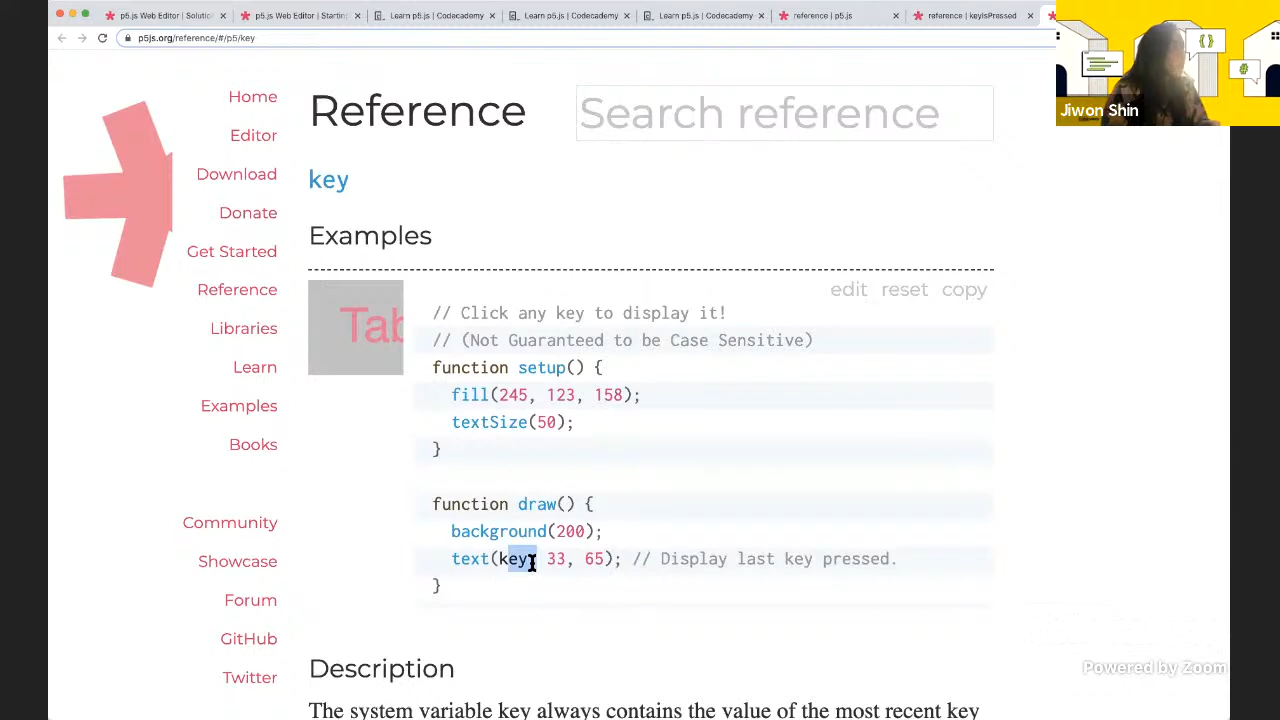 p5.js Web Editor | Solution
p5.js Web Editor | Starting
Learn p5.js | Codecademy
Learn p5.js | Codecademy
Learn p5.js | Codecademy
reference | p5.js
reference | keyIsPressed
p5js.org/reference/#/p5/key
{ }
#
Jiwon Shin
Home
Editor
Download
Donate
Get Started
Reference
Libraries
Learn
Examples
Books
Community
Showcase
Forum
GitHub
Twitter
Reference
Search reference
key
Examples
edit reset copy
Tab
// Click any key to display it!
// (Not Guaranteed to be Case Sensitive)
function setup() {
fill(245, 123, 158);
textSize(50);
}
function draw() {
background(200);
text(key, 33, 65); // Display last key pressed.
}
Description
The system variable key always contains the value of the most recent key
Powered by Zoom